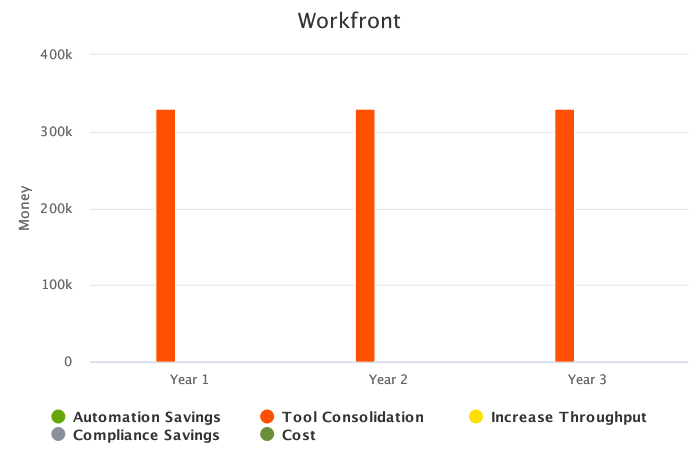 Workfront
400k
300k
200k
100k
0
Money
Year 1 Year 2 Year 3
Automation Savings Tool Consolidation Increase Throughput
Compliance Savings Cost